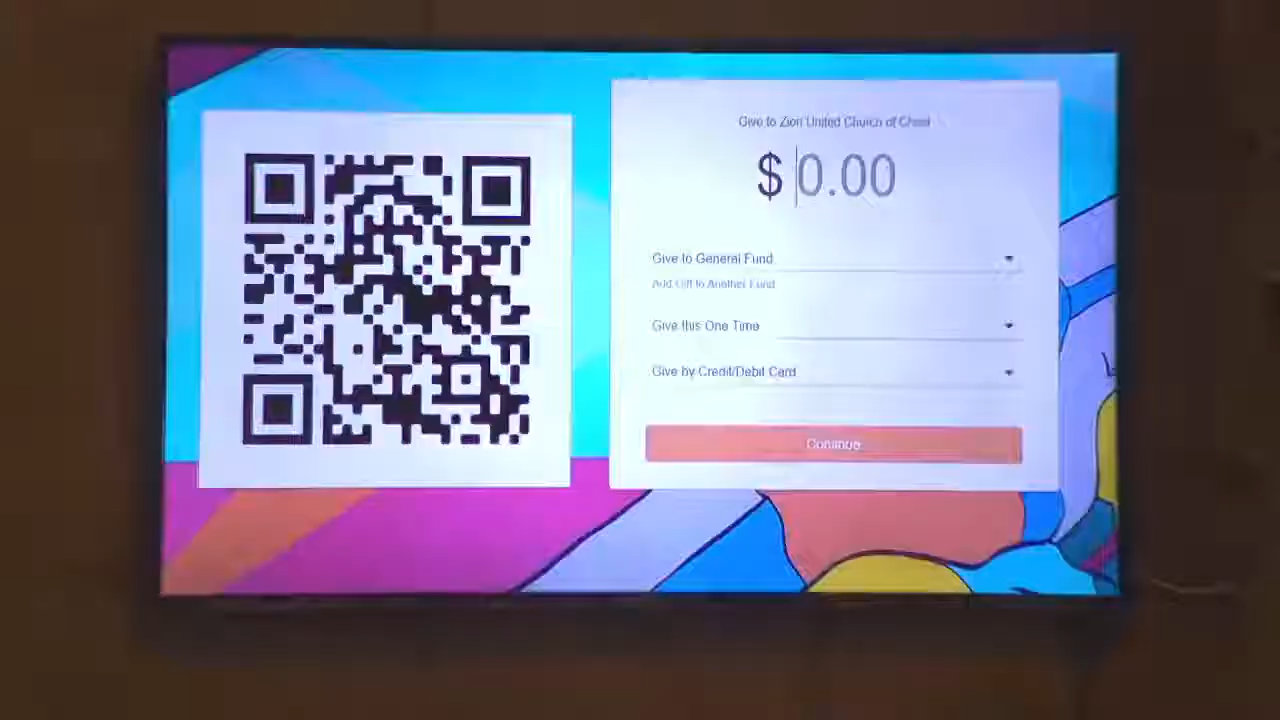 Give to Zion United Church of Christ
$ 0.00
Give to General Fund
Add Gift to Another Fund
Give this One Time
Give by Credit/Debit Card
Continue